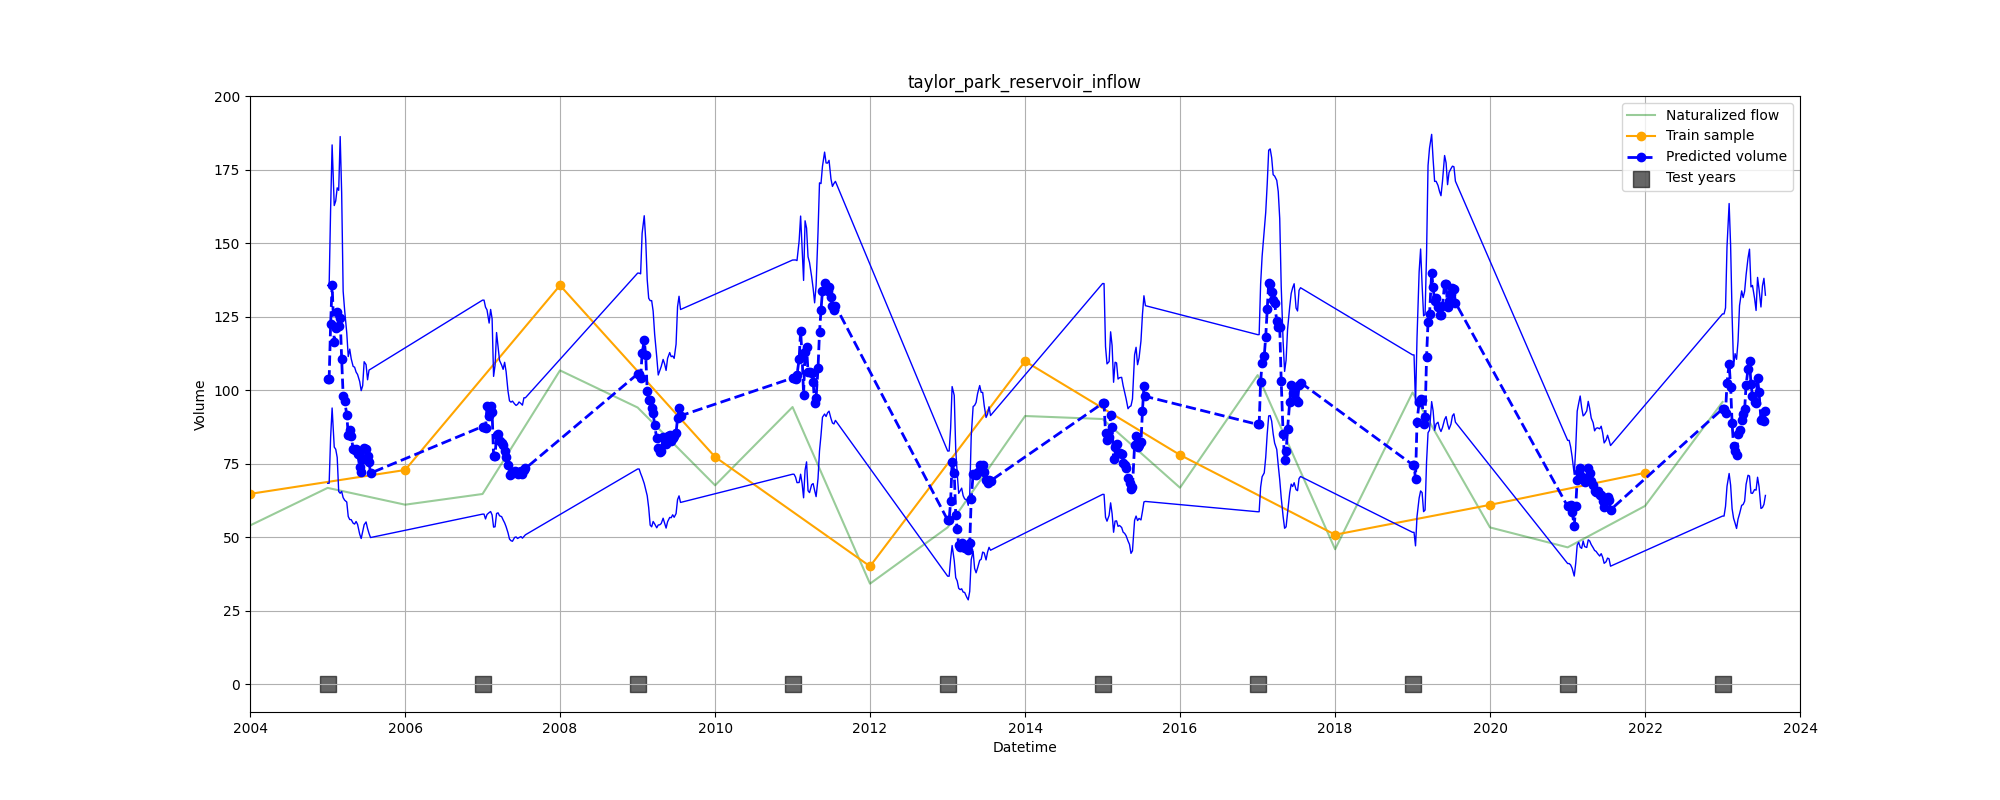 taylor_park_reservoir_inflow
Naturalized flow
Train sample
Predicted volume
Test years
Volume
200
175
150
125
100
75
50
25
0
2004 2006 2008 2010 2012 2014 2016 2018 2020 2022 2024
Datetime